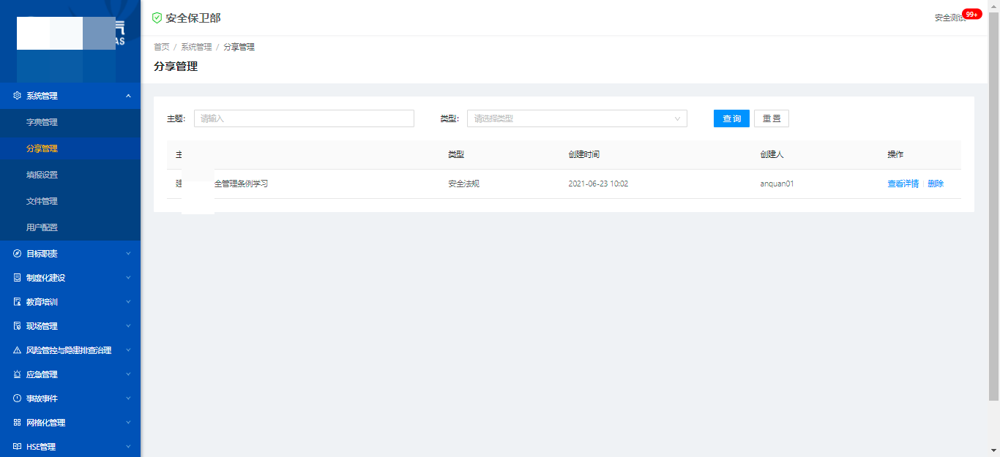 气
AS
安全保卫部
安全测试 99+
首页 / 系统管理 / 分享管理
分享管理
系统管理
字典管理
分享管理
填报设置
文件管理
用户配置
目标职责
制度化建设
教育培训
现场管理
风险管控与隐患排查治理
应急管理
事故事件
网格化管理
HSE管理
主题: 请输入 类型: 请选择类型 查 询 重 置
主 类型 创建时间 创建人 操作
建 全管理条例学习 安全法规 2021-06-23 10:02 anquan01 查看详情 删除